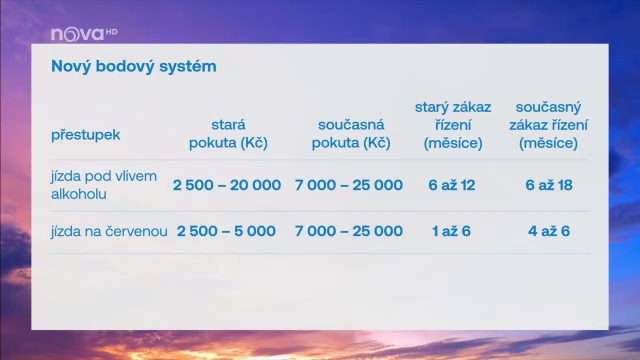 nova HD
Nový bodový systém
přestupek
stará
pokuta (Kč)
současná
pokuta (Kč)
starý zákaz
řízení
(měsíce)
současný
zákaz řízení
(měsíce)
jízda pod vlivem
alkoholu
2 500 – 20 000
7 000 – 25 000
6 až 12
6 až 18
jízda na červenou
2 500 – 5 000
7 000 – 25 000
1 až 6
4 až 6